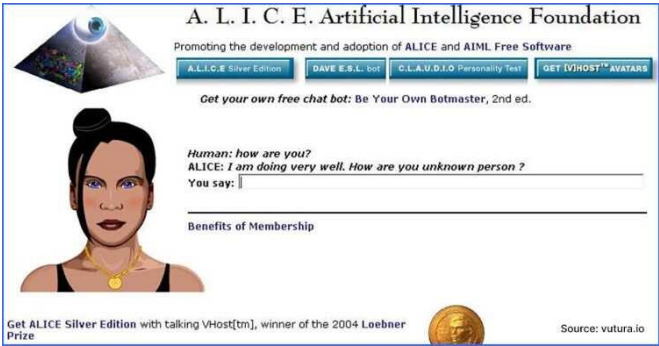 A. L. I. C. E. Artificial Intelligence Foundation
Promoting the development and adoption of ALICE and AIML Free Software
A.L.I.C.E Silver Edition
DAVE E.S.L. bot
C.L.A.U.D.I.O Personality Test
GET [V]HOST™ AVATARS
Get your own free chat bot: Be Your Own Botmaster, 2nd ed.
Human: how are you?
ALICE: I am doing very well. How are you unknown person ?
You say:
Benefits of Membership
Get ALICE Silver Edition with talking VHost[tm], winner of the 2004 Loebner
Prize
Source: vutura.io